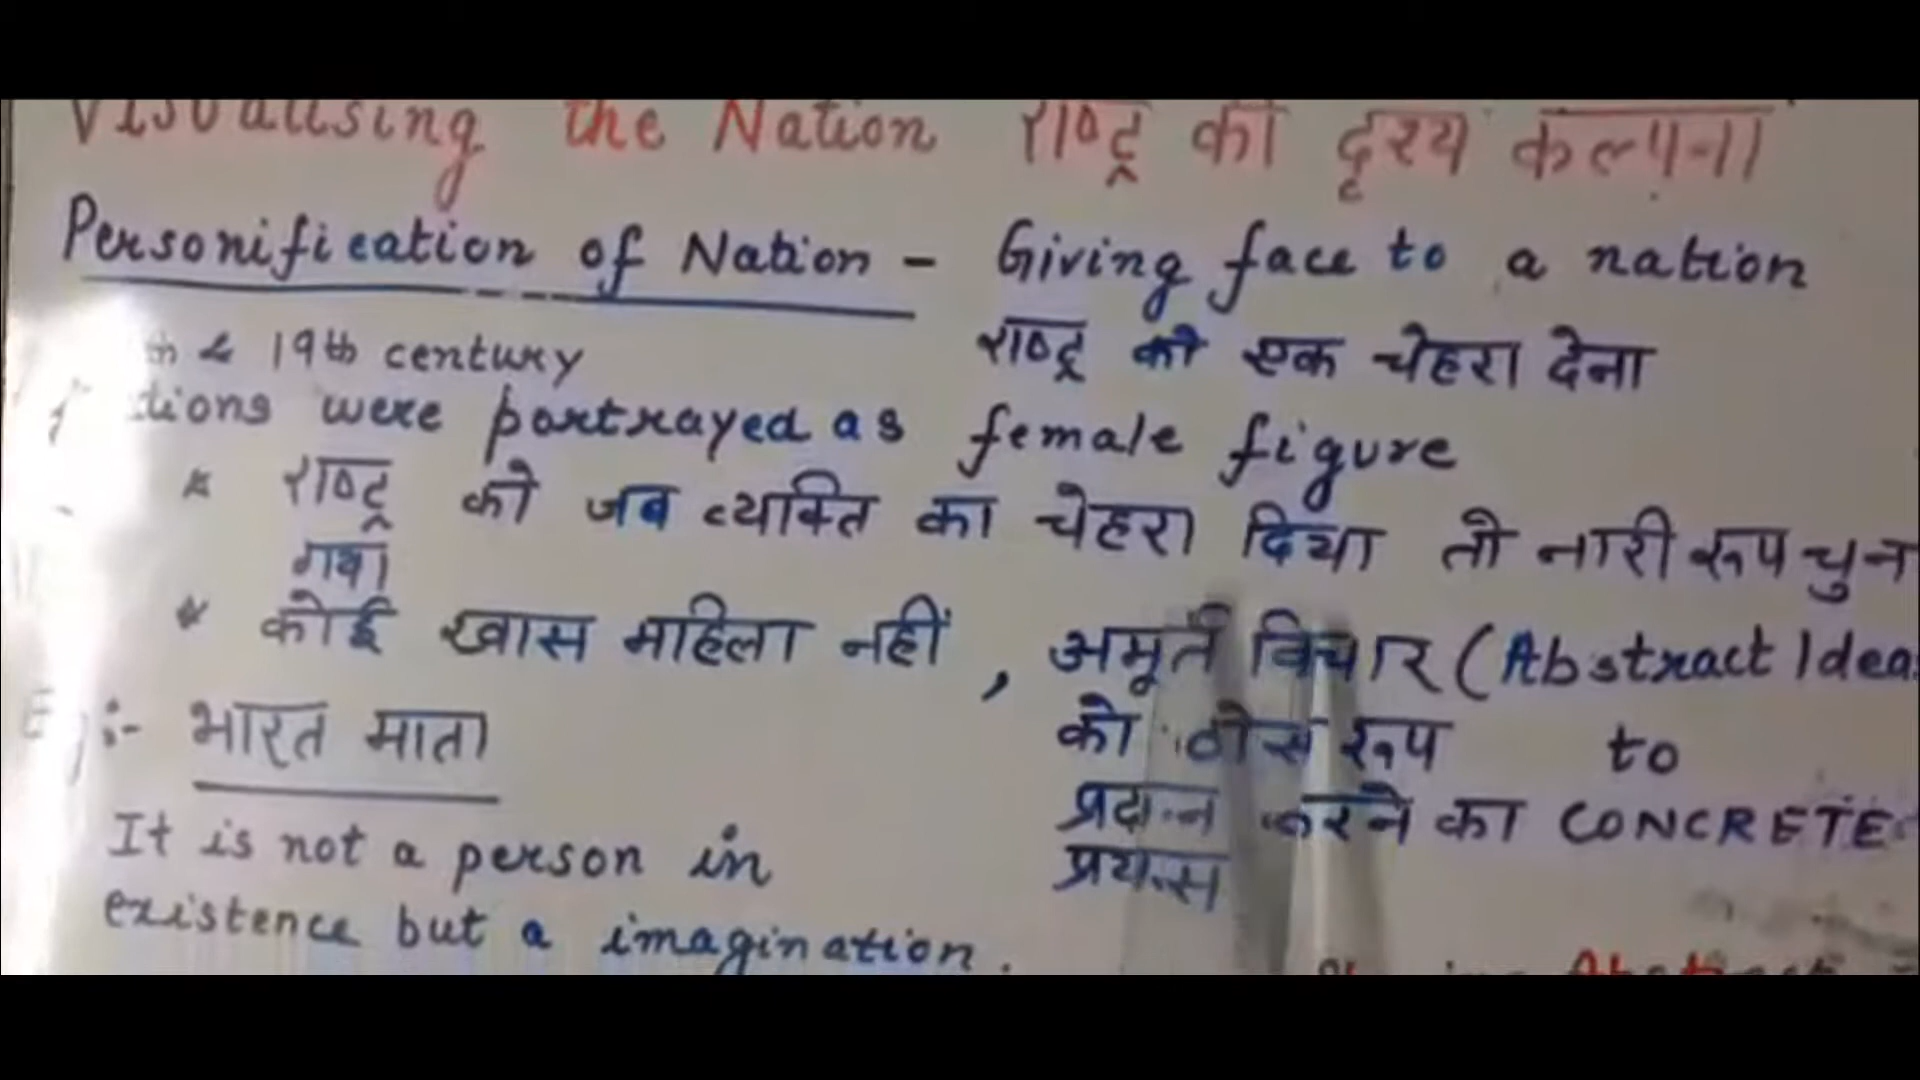 Visualising the Nation राष्ट्र की दृश्य कल्पना
Personification of Nation - Giving face to a nation
& 19th century राष्ट्र को एक चेहरा देना
were portrayed as female figure
* राष्ट्र को जब व्यक्ति का चेहरा दिया तो नारी रूप चुना
गया
* कोई खास महिला नहीं, अमूर्त विचार (Abstract Idea
Eg:- भारत माता को ठोस रूप to
प्रदान करने का CONCRETE
It is not a person in प्रयास
existence but a imagination.